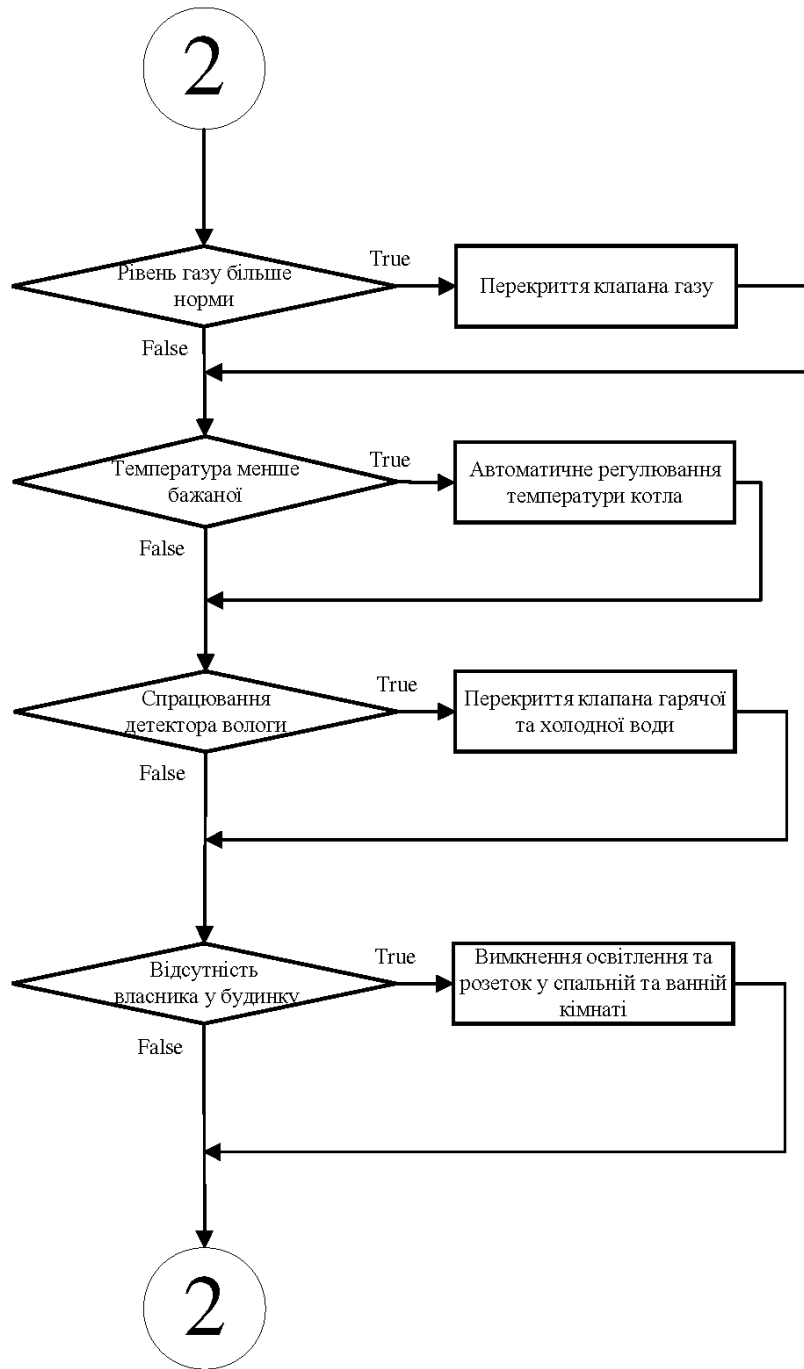 2
Рівень газу більше
норми
True
Перекриття клапана газу
False
Температура менше
бажаної
True
Автоматичне регулювання
температури котла
False
Спрацювання
детектора вологи
True
Перекриття клапана гарячої
та холодної води
False
Відсутність
власника у будинку
True
Вимкнення освітлення та
розеток у спальній та ванній
кімнаті
False
2